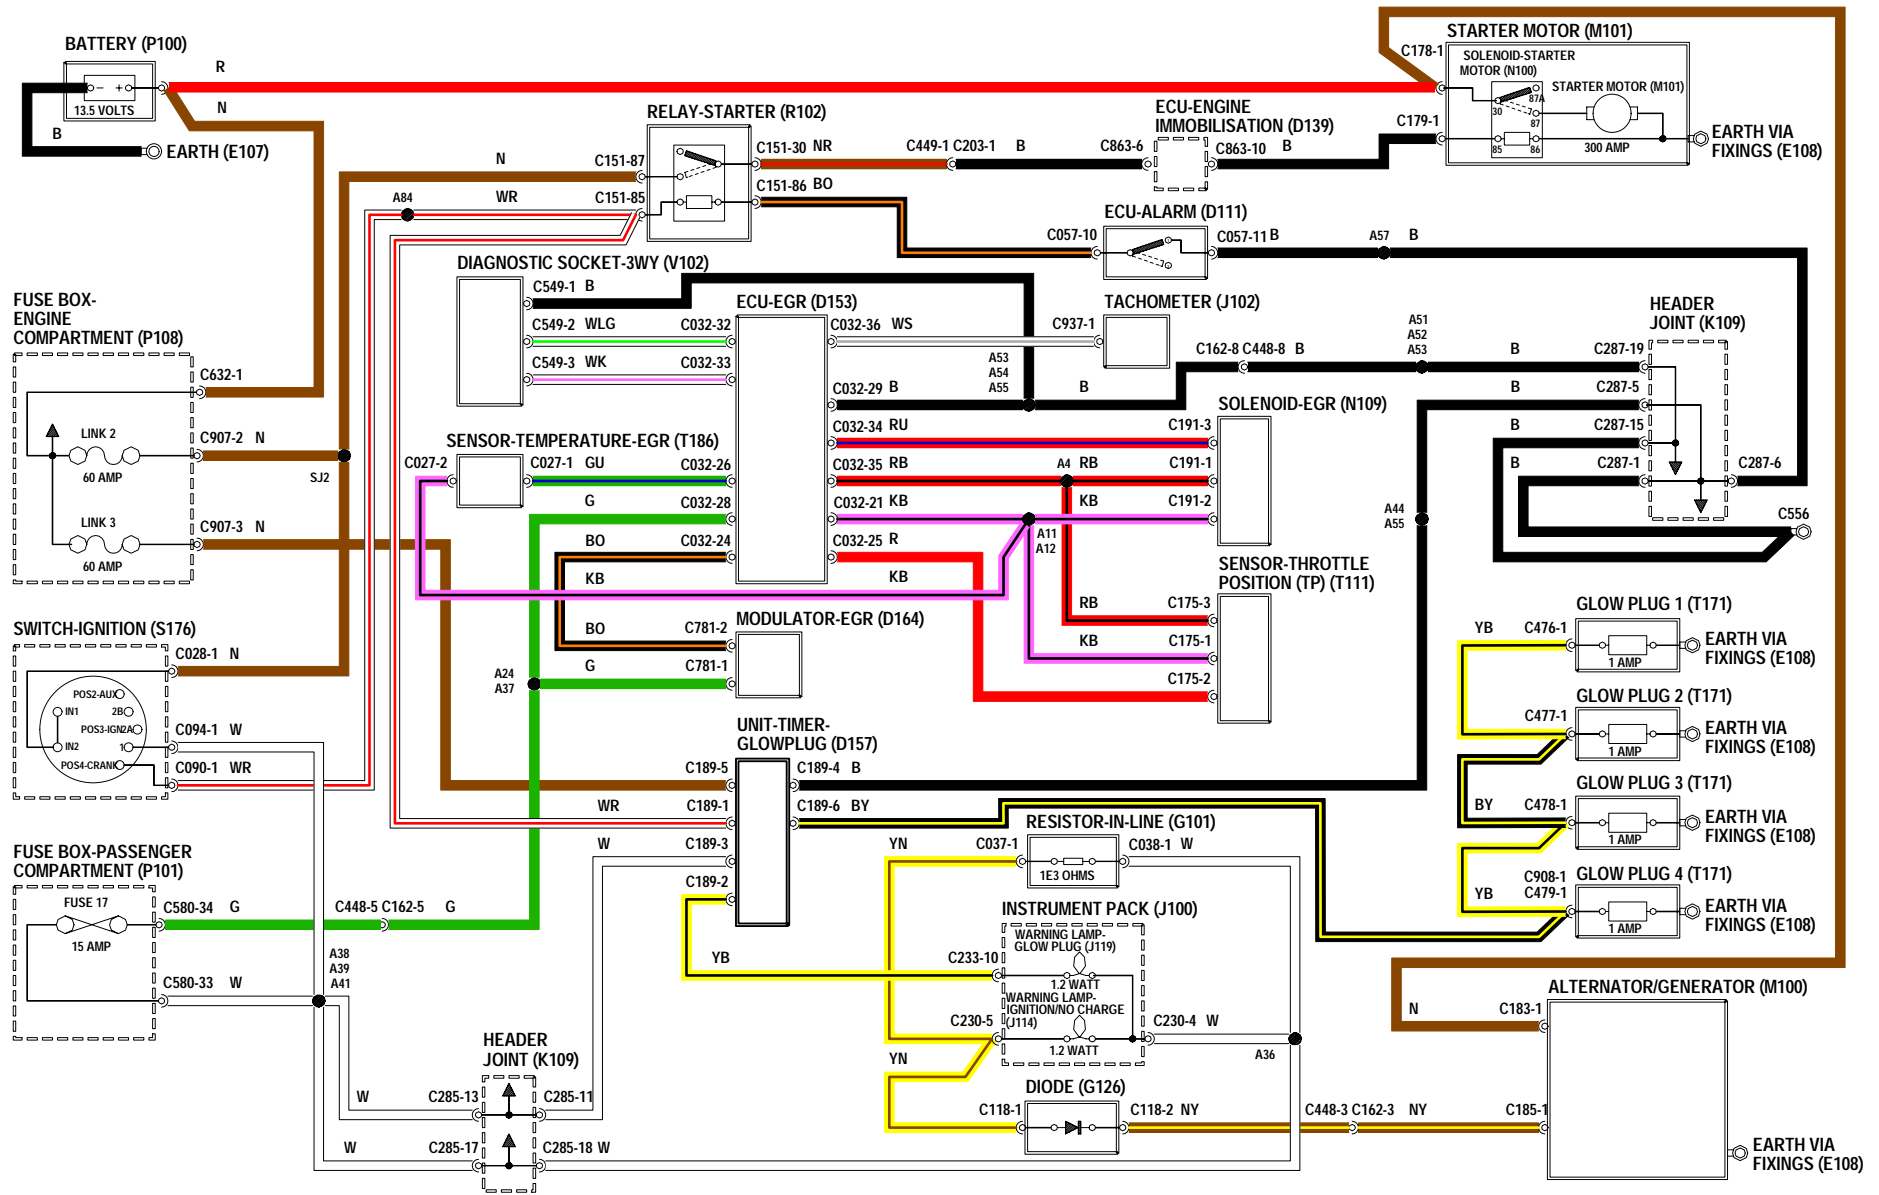 BATTERY (P100)
13.5 VOLTS
R
N
B
EARTH (E107)
RELAY-STARTER (R102)
C151-87
C151-85
C151-30 NR
C151-86 BO
N
WR
A84
C449-1 C203-1 B
ECU-ENGINE
IMMOBILISATION (D139)
C863-6
C863-10 B
STARTER MOTOR (M101)
C178-1
C179-1
SOLENOID-STARTER
MOTOR (N100)
STARTER MOTOR (M101)
87A
30
87
85
86
300 AMP
EARTH VIA
FIXINGS (E108)
ECU-ALARM (D111)
C057-10
C057-11 B
A57
B
DIAGNOSTIC SOCKET-3WY (V102)
C549-1 B
C549-2 WLG
C549-3 WK
ECU-EGR (D153)
C032-32
C032-33
C032-26
C032-28
C032-24
C032-36 WS
C032-29 B
C032-34 RU
C032-35 RB
C032-21 KB
C032-25 R
TACHOMETER (J102)
C937-1
A53
A54
A55
B
C162-8 C448-8 B
A51
A52
A53
B
HEADER
JOINT (K109)
C287-19
B
C287-5
B
C287-15
B
C287-1
C287-6
C556
A44
A55
FUSE BOX-
ENGINE
COMPARTMENT (P108)
C632-1
LINK 2
60 AMP
C907-2 N
SJ2
LINK 3
60 AMP
C907-3 N
SENSOR-TEMPERATURE-EGR (T186)
C027-2
C027-1 GU
G
BO
KB
BO
G
SOLENOID-EGR (N109)
C191-3
A4 RB
C191-1
KB
C191-2
A11
A12
KB
SENSOR-THROTTLE
POSITION (TP) (T111)
RB
C175-3
KB
C175-1
C175-2
SWITCH-IGNITION (S176)
C028-1 N
POS2-AUX
IN1
2B
POS3-IGN2A
IN2
1
POS4-CRANK
C094-1 W
C090-1 WR
A24
A37
MODULATOR-EGR (D164)
C781-2
C781-1
UNIT-TIMER-
GLOWPLUG (D157)
C189-5
WR
C189-1
W
C189-3
C189-2
C189-4 B
C189-6 BY
YB
GLOW PLUG 1 (T171)
YB
C476-1
1 AMP
EARTH VIA
FIXINGS (E108)
GLOW PLUG 2 (T171)
C477-1
1 AMP
EARTH VIA
FIXINGS (E108)
GLOW PLUG 3 (T171)
BY
C478-1
1 AMP
EARTH VIA
FIXINGS (E108)
GLOW PLUG 4 (T171)
C908-1
YB
C479-1
1 AMP
EARTH VIA
FIXINGS (E108)
FUSE BOX-PASSENGER
COMPARTMENT (P101)
FUSE 17
15 AMP
C580-34 G
C448-5 C162-5 G
C580-33 W
A38
A39
A41
RESISTOR-IN-LINE (G101)
YN
C037-1
C038-1 W
1E3 OHMS
INSTRUMENT PACK (J100)
WARNING LAMP-
GLOW PLUG (J119)
C233-10
1.2 WATT
WARNING LAMP-
IGNITION/NO CHARGE
(J114)
C230-5
C230-4 W
1.2 WATT
A36
YN
DIODE (G126)
C118-1
C118-2 NY
C448-3 C162-3 NY
C185-1
HEADER
JOINT (K109)
W
C285-13
C285-11
W
C285-17
C285-18 W
ALTERNATOR/GENERATOR (M100)
N
C183-1
EARTH VIA
FIXINGS (E108)